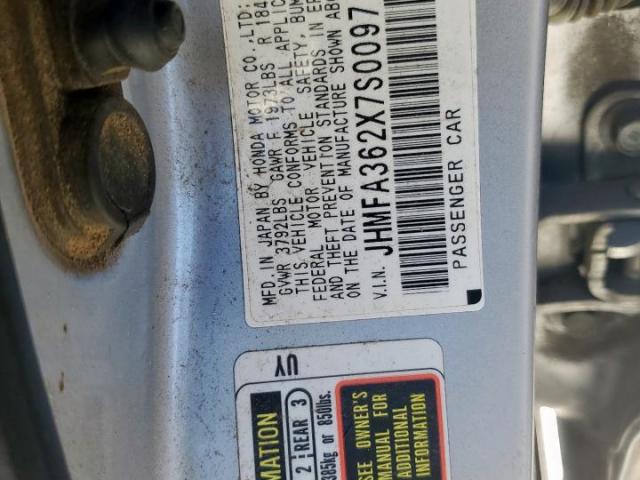 MFD IN JAPAN BY HONDA MOTOR CO.,LTD;
GVWR 3792LBS GAWR F 1973LBS R 184
THIS VEHICLE CONFORMS TO ALL APPLIC
FEDERAL MOTOR VEHICLE SAFETY, BUM
AND THEFT PREVENTION STANDARDS IN EF
ON THE DATE OF MANUFACTURE SHOWN ABO
V.I.N. JHMFA362X7S0097
PASSENGER CAR
UY
MATION
2 REAR 3
385kg or 850lbs.
SEE OWNER'S
MANUAL FOR
ADDITIONAL
INFORMATION